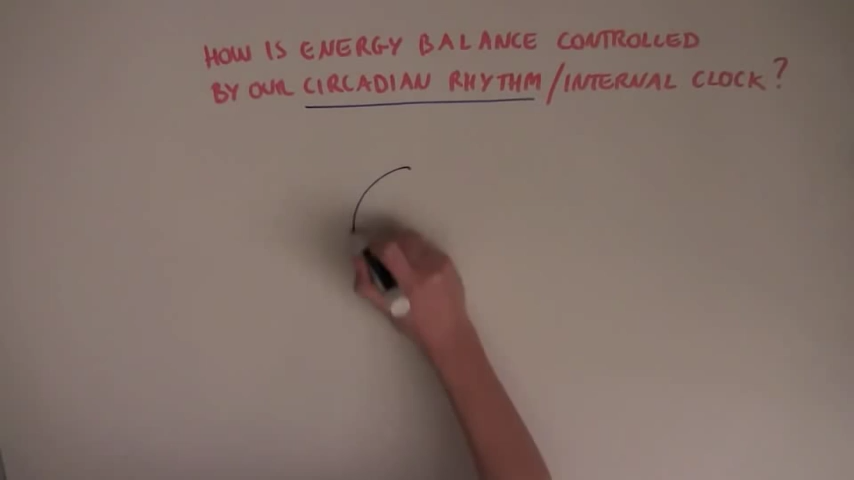 HOW IS ENERGY BALANCE CONTROLLED
BY OUR CIRCADIAN RHYTHM/INTERNAL CLOCK?